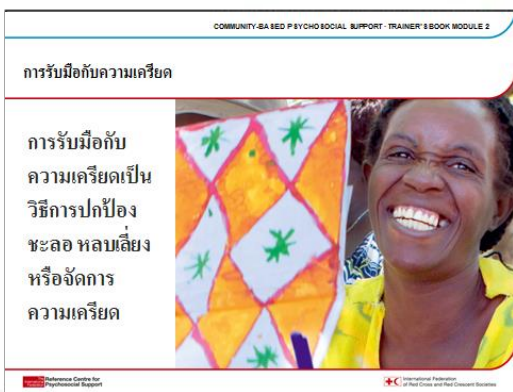 COMMUNITY-BASED PSYCHOSOCIAL SUPPORT · TRAINER'S BOOK MODULE 2
การรับมือกับความเครียด
การรับมือกับ
ความเครียดเป็น
วิธีการปกป้อง
ชะลอ หลบเลี่ยง
หรือจัดการ
ความเครียด
Reference Centre for
Psychosocial Support
International Federation
of Red Cross and Red Crescent Societies